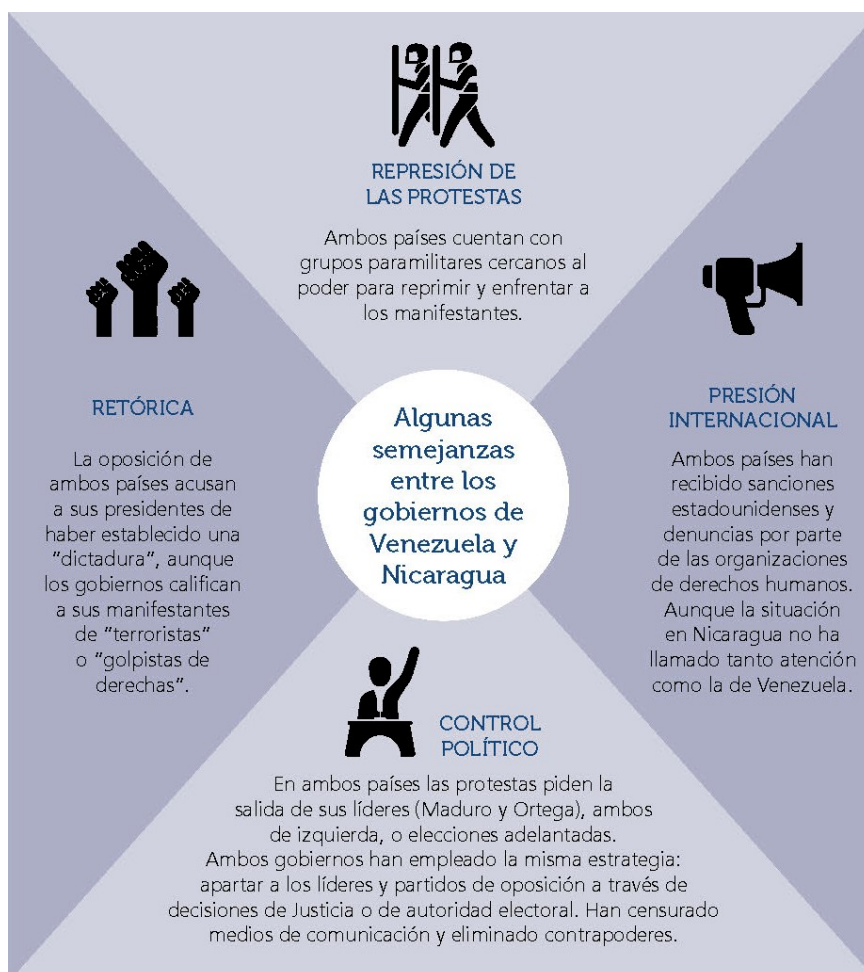 REPRESIÓN DE
LAS PROTESTAS
Ambos países cuentan con
grupos paramilitares cercanos al
poder para reprimir y enfrentar a
los manifestantes.
RETÓRICA
La oposición de
ambos países acusan
a sus presidentes de
haber establecido una
"dictadura", aunque
los gobiernos califican
a sus manifestantes
de "terroristas"
o "golpistas de
derechas".
Algunas
semejanzas
entre los
gobiernos de
Venezuela y
Nicaragua
PRESIÓN
INTERNACIONAL
Ambos países han
recibido sanciones
estadounidenses y
denuncias por parte
de las organizaciones
de derechos humanos.
Aunque la situación
en Nicaragua no ha
llamado tanto atención
como la de Venezuela.
CONTROL
POLÍTICO
En ambos países las protestas piden la
salida de sus líderes (Maduro y Ortega), ambos
de izquierda, o elecciones adelantadas.
Ambos gobiernos han empleado la misma estrategia:
apartar a los líderes y partidos de oposición a través de
decisiones de Justicia o de autoridad electoral. Han censurado
medios de comunicación y eliminado contrapoderes.